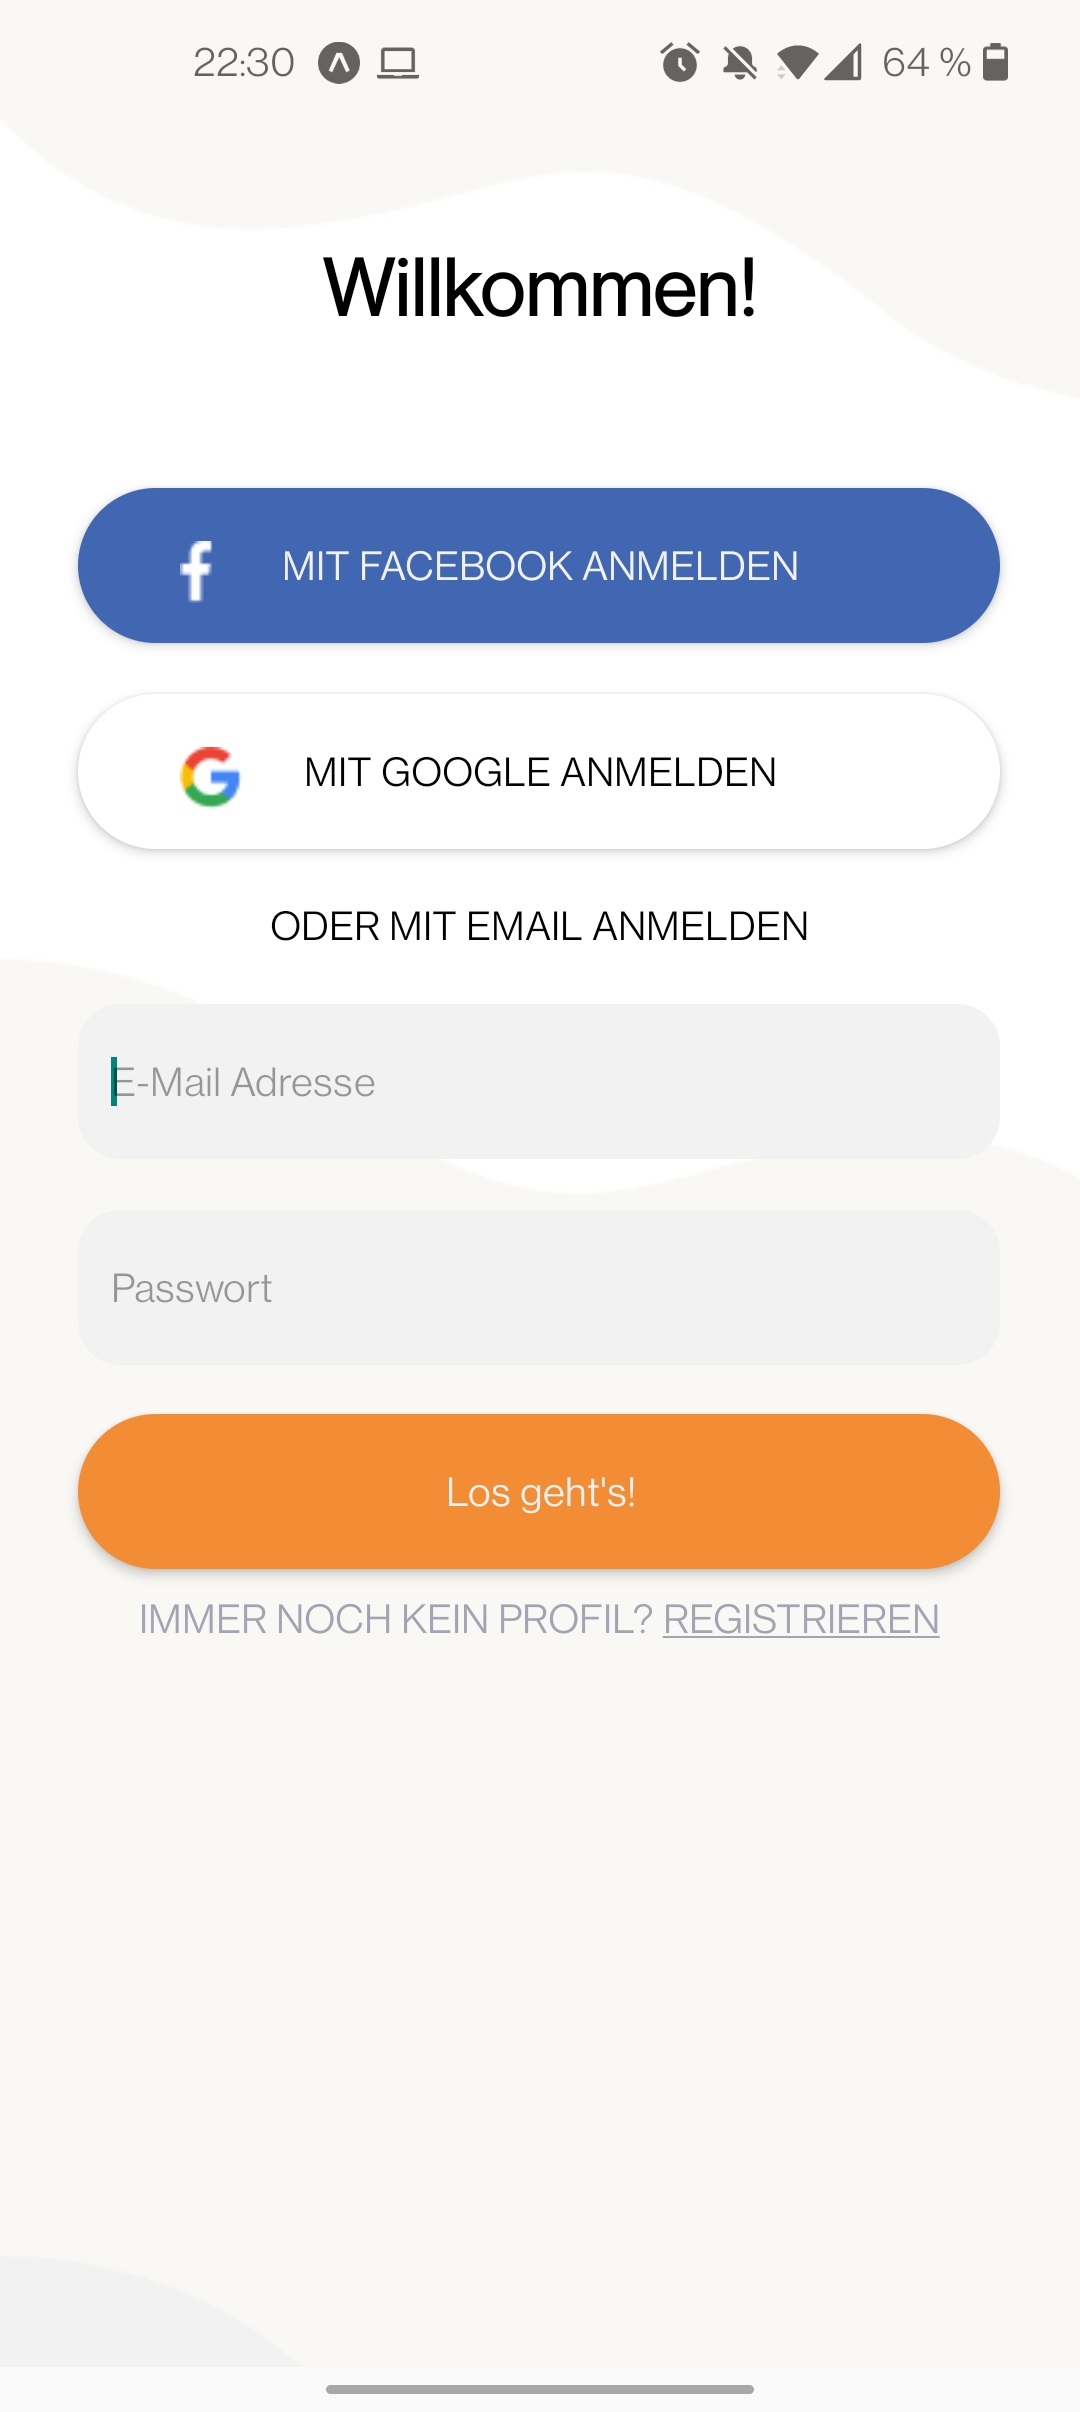 22:30 64 %
Willkommen!
MIT FACEBOOK ANMELDEN
MIT GOOGLE ANMELDEN
ODER MIT EMAIL ANMELDEN
E-Mail Adresse
Passwort
Los geht's!
IMMER NOCH KEIN PROFIL? REGISTRIEREN